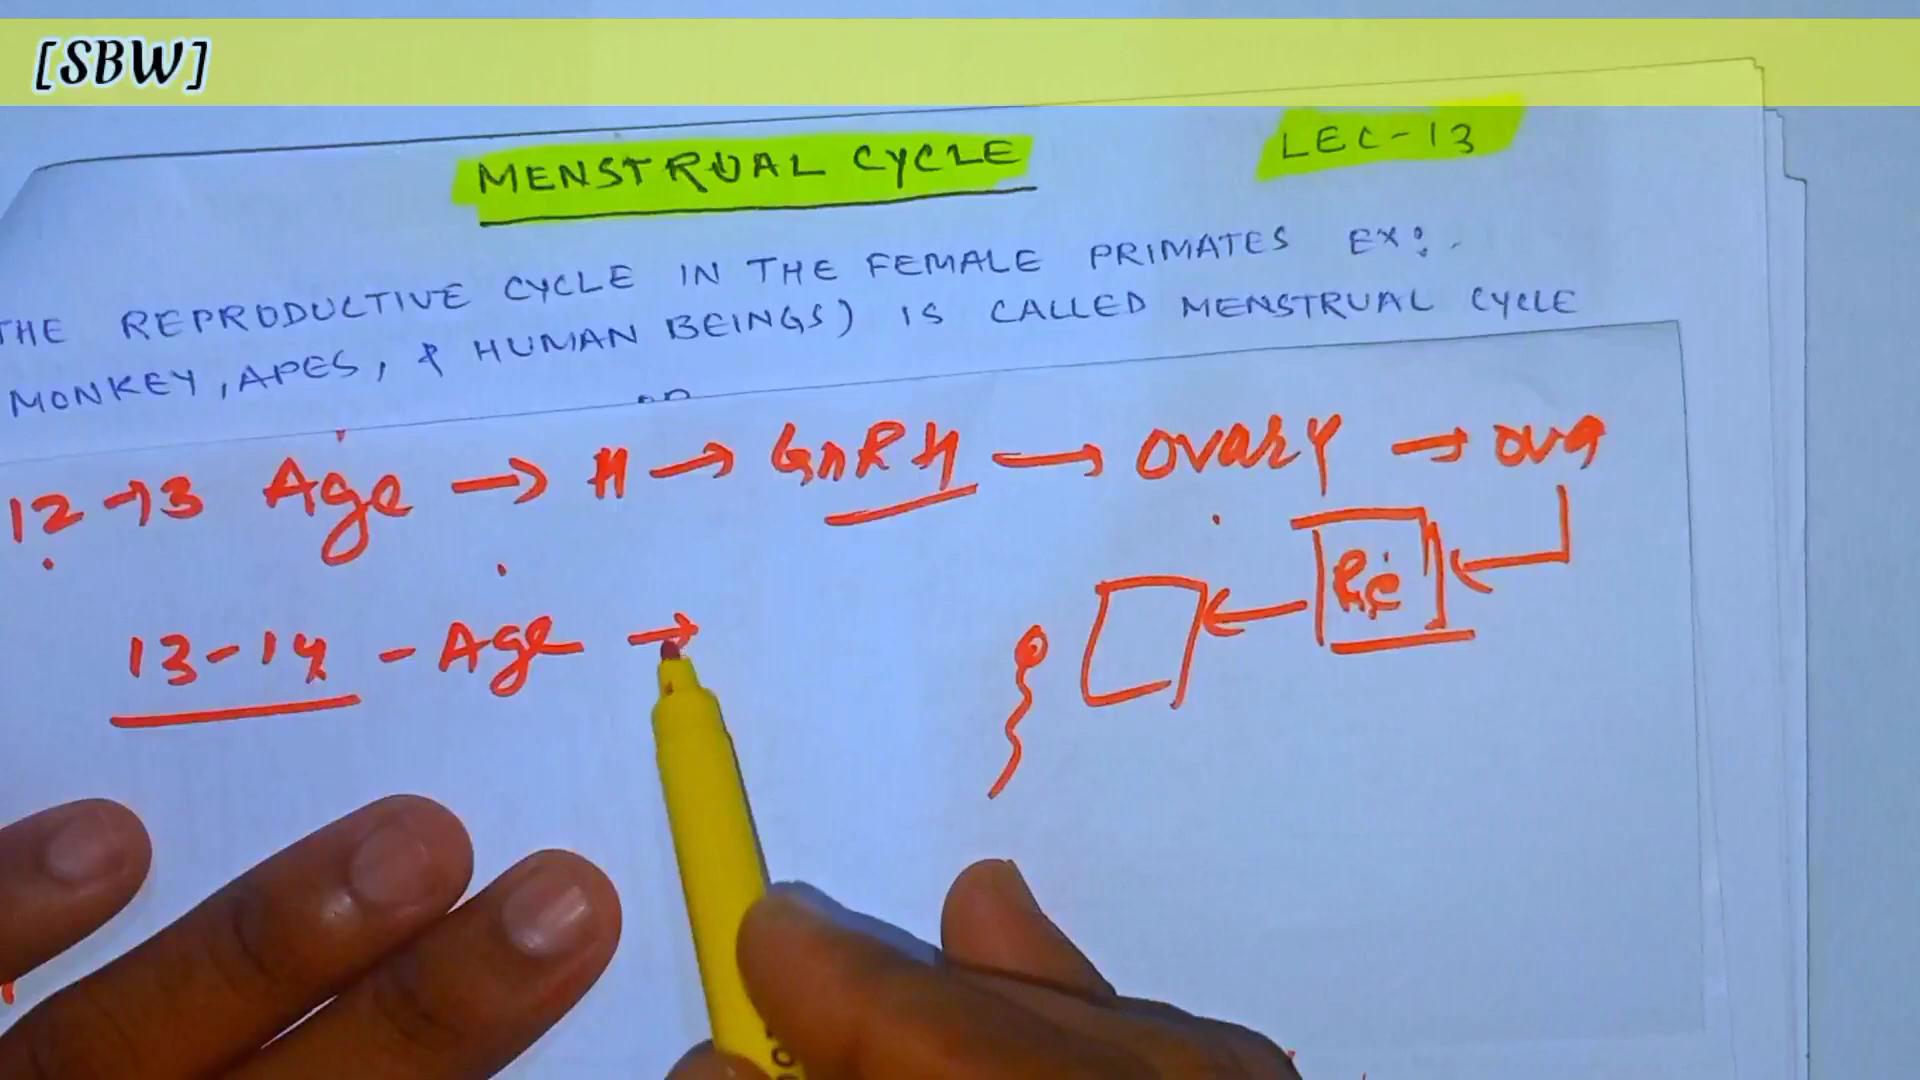 [SBW]
MENSTRUAL CYCLE
LEC-13
THE REPRODUCTIVE CYCLE IN THE FEMALE PRIMATES EX:-
MONKEY, APES, & HUMAN BEINGS) IS CALLED MENSTRUAL CYCLE
12 → 13 Age → H → GnRH → ovary → ova
13-14 - Age →